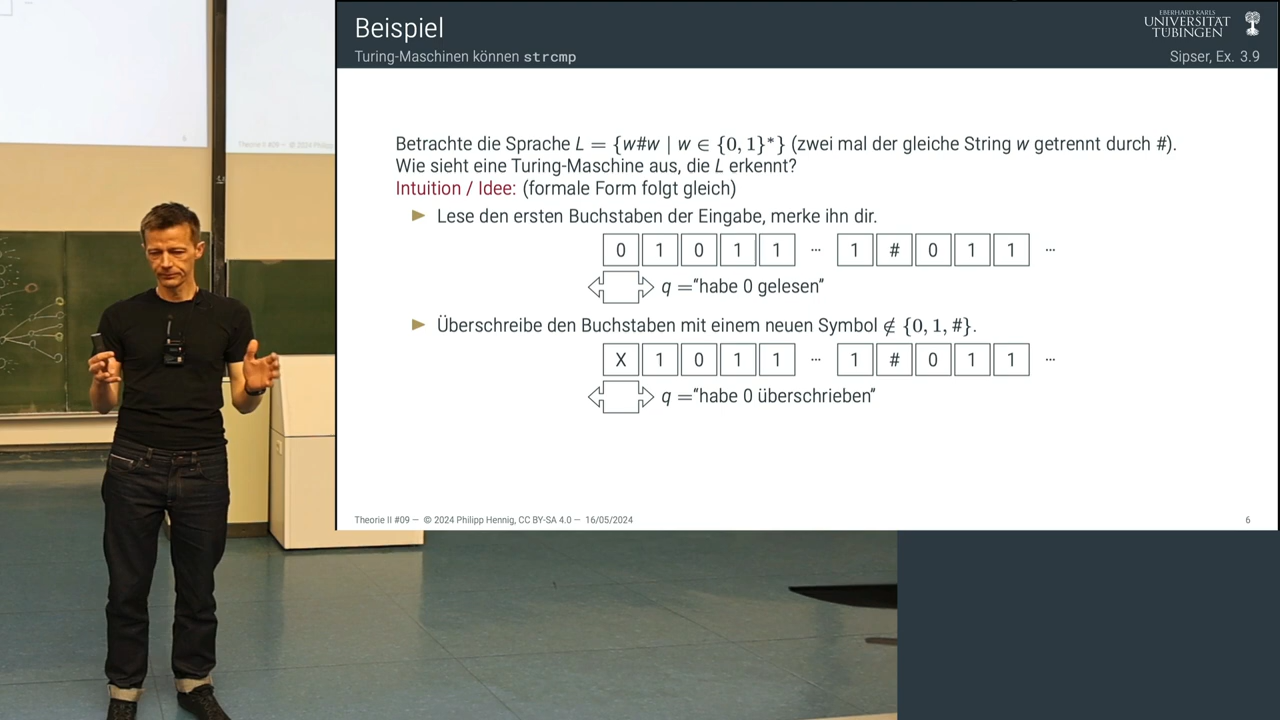 Beispiel
Turing-Maschinen können strcmp
EBERHARD KARLS
UNIVERSITÄT
TÜBINGEN
Sipser, Ex. 3.9
Betrachte die Sprache L = {w#w | w ∈ {0, 1}*} (zwei mal der gleiche String w getrennt durch #).
Wie sieht eine Turing-Maschine aus, die L erkennt?
Intuition / Idee: (formale Form folgt gleich)
Lese den ersten Buchstaben der Eingabe, merke ihn dir.
0 1 0 1 1 ... 1 # 0 1 1 ...
q ="habe 0 gelesen"
Überschreibe den Buchstaben mit einem neuen Symbol ∉ {0, 1, #}.
X 1 0 1 1 ... 1 # 0 1 1 ...
q ="habe 0 überschrieben"
Theorie II #09 — © 2024 Philipp Hennig, CC BY-SA 4.0 — 16/05/2024
6